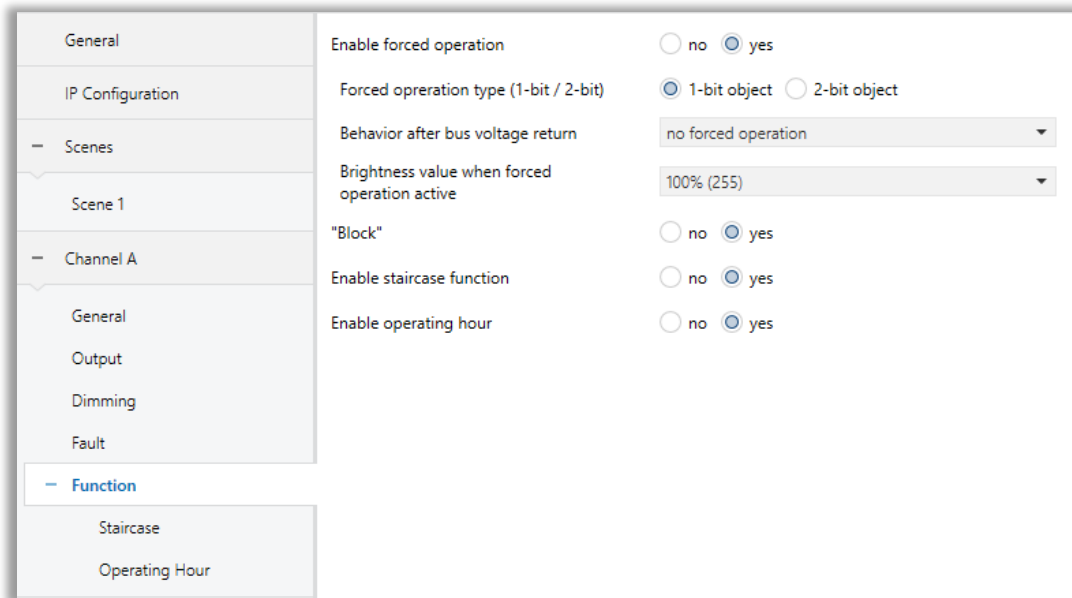 General
IP Configuration
Scenes
Scene 1
Channel A
General
Output
Dimming
Fault
Function
Staircase
Operating Hour
Enable forced operation no yes
Forced opreration type (1-bit / 2-bit) 1-bit object 2-bit object
Behavior after bus voltage return no forced operation
Brightness value when forced
operation active 100% (255)
"Block" no yes
Enable staircase function no yes
Enable operating hour no yes